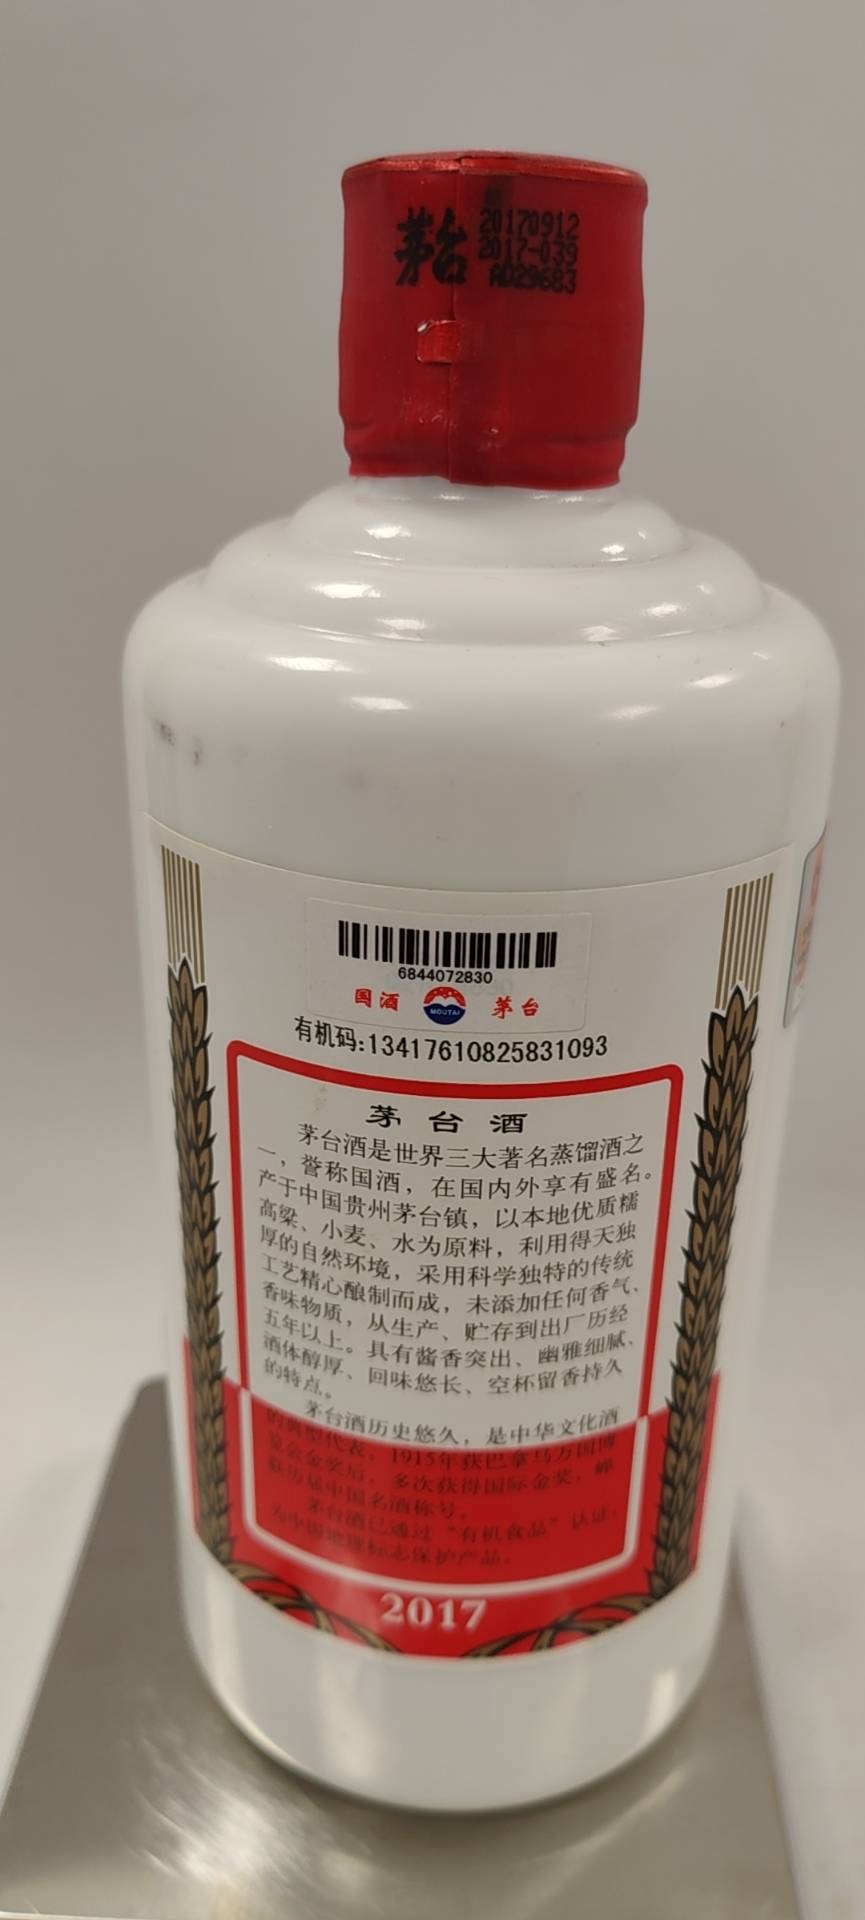 茅台
20170912
2017-039
AD29683
6844072830
国酒 MOUTAI 茅台
有机码:13417610825831093
茅台酒
茅台酒是世界三大著名蒸馏酒之
一，誉称国酒，在国内外享有盛名。
产于中国贵州茅台镇，以本地优质糯
高粱、小麦、水为原料，利用得天独
厚的自然环境，采用科学独特的传统
工艺精心酿制而成，未添加任何香气、
香味物质，从生产、贮存到出厂历经
五年以上。具有酱香突出、幽雅细腻、
酒体醇厚、回味悠长、空杯留香持久
的特点。
茅台酒历史悠久，是中华文化酒
的典型代表。1915年获巴拿马万国博
览会金奖后，多次获得国际金奖，蝉
联历届中国名酒称号。
茅台酒已通过“有机食品”认证，
为中国地理标志保护产品。
2017